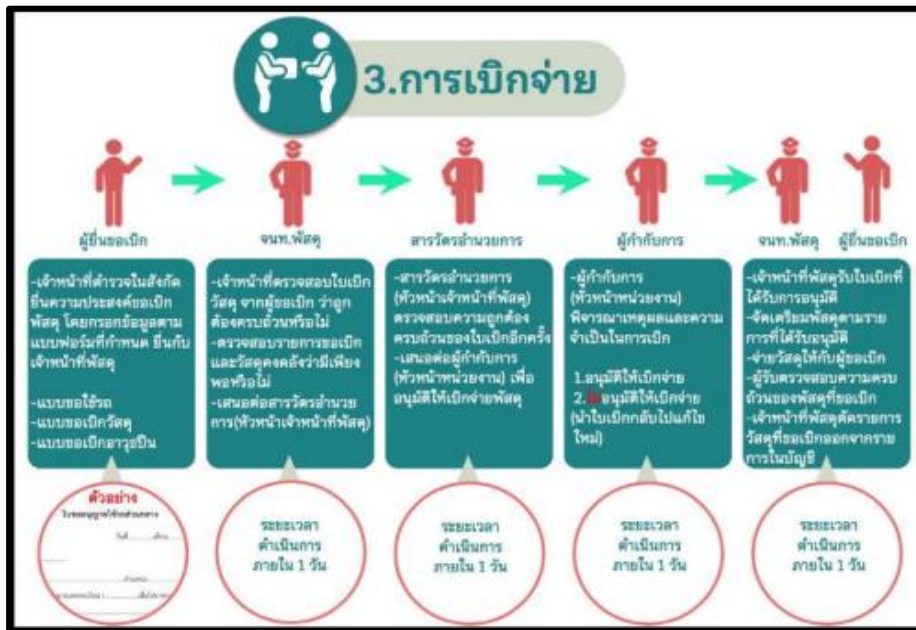 3.การเบิกจ่าย
ผู้ยื่นขอเบิก
จนท.พัสดุ
สารวัตรอำนวยการ
ผู้กำกับการ
จนท.พัสดุ
ผู้ยื่นขอเบิก
-เจ้าหน้าที่ตำรวจในสังกัด
ยื่นความประสงค์ขอเบิก
พัสดุ โดยกรอกข้อมูลตาม
แบบฟอร์มที่กำหนด ยื่นกับ
เจ้าหน้าที่พัสดุ
-แบบขอใช้รถ
-แบบขอเบิกวัสดุ
-แบบขอเบิกอาวุธปืน
-เจ้าหน้าที่ตรวจสอบใบเบิก
วัสดุ จากผู้ขอเบิก ว่าถูก
ต้องครบถ้วนหรือไม่
-ตรวจสอบรายการขอเบิก
และวัสดุคงคลังว่ามีเพียง
พอหรือไม่
-เสนอต่อสารวัตรอำนวย
การ(หัวหน้าเจ้าหน้าที่พัสดุ)
-สารวัตรอำนวยการ
(หัวหน้าเจ้าหน้าที่พัสดุ)
ตรวจสอบความถูกต้อง
ครบถ้วนของใบเบิกอีกครั้ง
-เสนอต่อผู้กำกับการ
(หัวหน้าหน่วยงาน) เพื่อ
อนุมัติให้เบิกจ่ายพัสดุ
-ผู้กำกับการ
(หัวหน้าหน่วยงาน)
พิจารณาเหตุผลและความ
จำเป็นในการเบิก
1.อนุมัติให้เบิกจ่าย
2.ไม่อนุมัติให้เบิกจ่าย
(นำใบเบิกกลับไปแก้ไข
ใหม่)
-เจ้าหน้าที่พัสดุรับใบเบิกที่
ได้รับการอนุมัติ
-จัดเตรียมพัสดุตามราย
การที่ได้รับอนุมัติ
-จ่ายวัสดุให้กับผู้ขอเบิก
-ผู้รับตรวจสอบความครบ
ถ้วนของพัสดุที่ขอเบิก
-เจ้าหน้าที่พัสดุตัดรายการ
วัสดุที่ขอเบิกออกจากราย
การในบัญชี
ตัวอย่าง
ใบขออนุญาตใช้รถส่วนกลาง
ระยะเวลา
ดำเนินการ
ภายใน 1 วัน
ระยะเวลา
ดำเนินการ
ภายใน 1 วัน
ระยะเวลา
ดำเนินการ
ภายใน 1 วัน
ระยะเวลา
ดำเนินการ
ภายใน 1 วัน